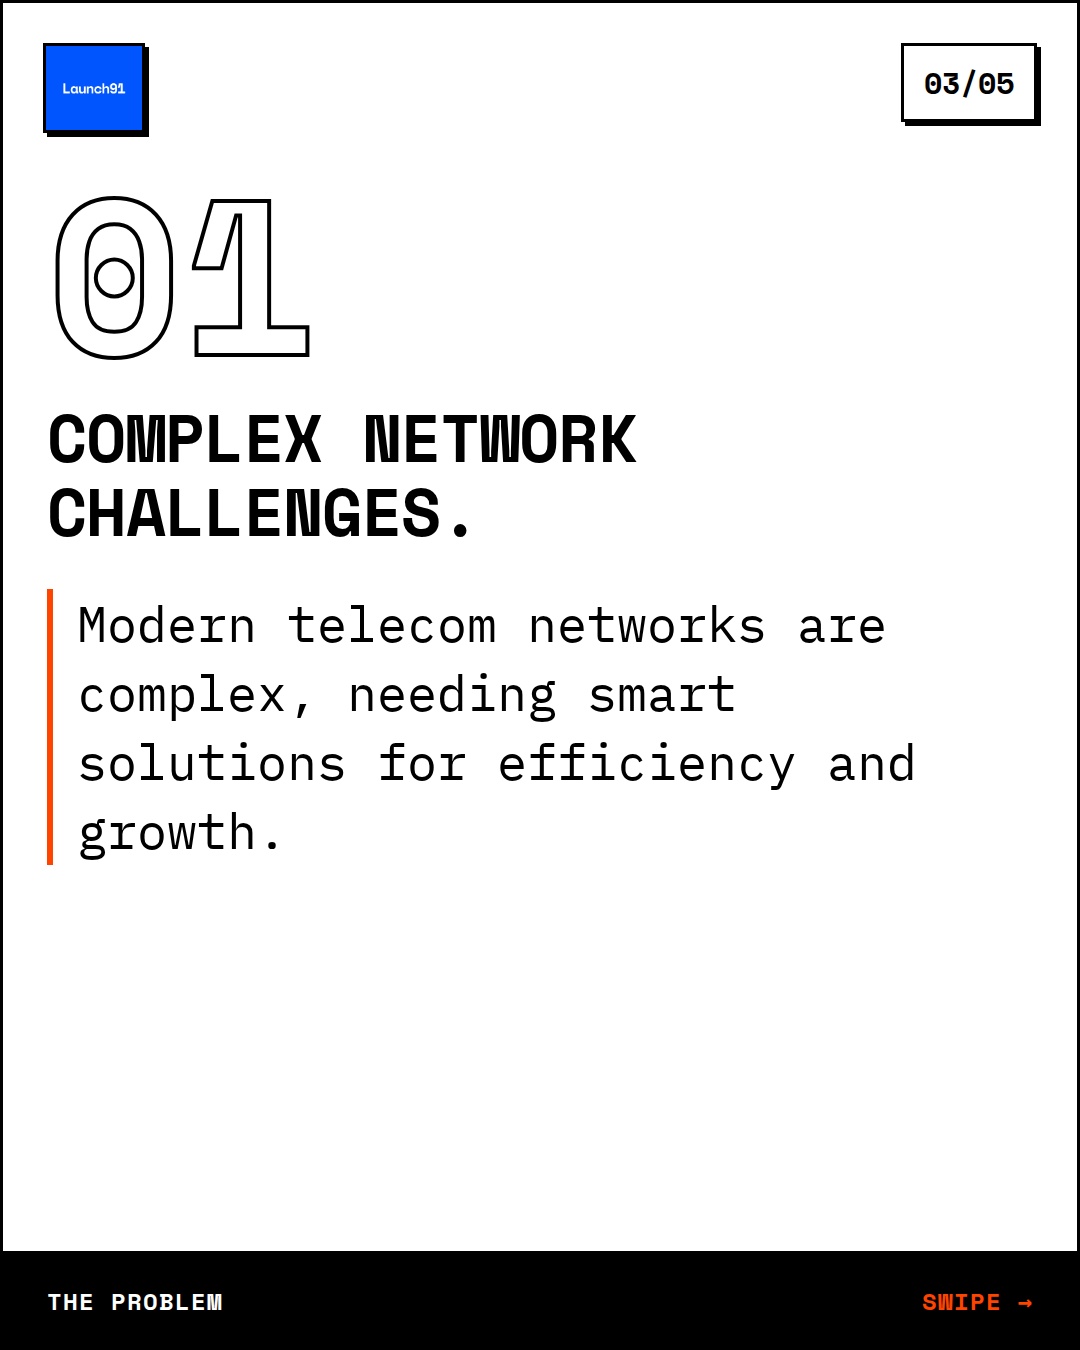 Launch91
03/05
01
COMPLEX NETWORK
CHALLENGES.
Modern telecom networks are
complex, needing smart
solutions for efficiency and
growth.
THE PROBLEM
SWIPE →